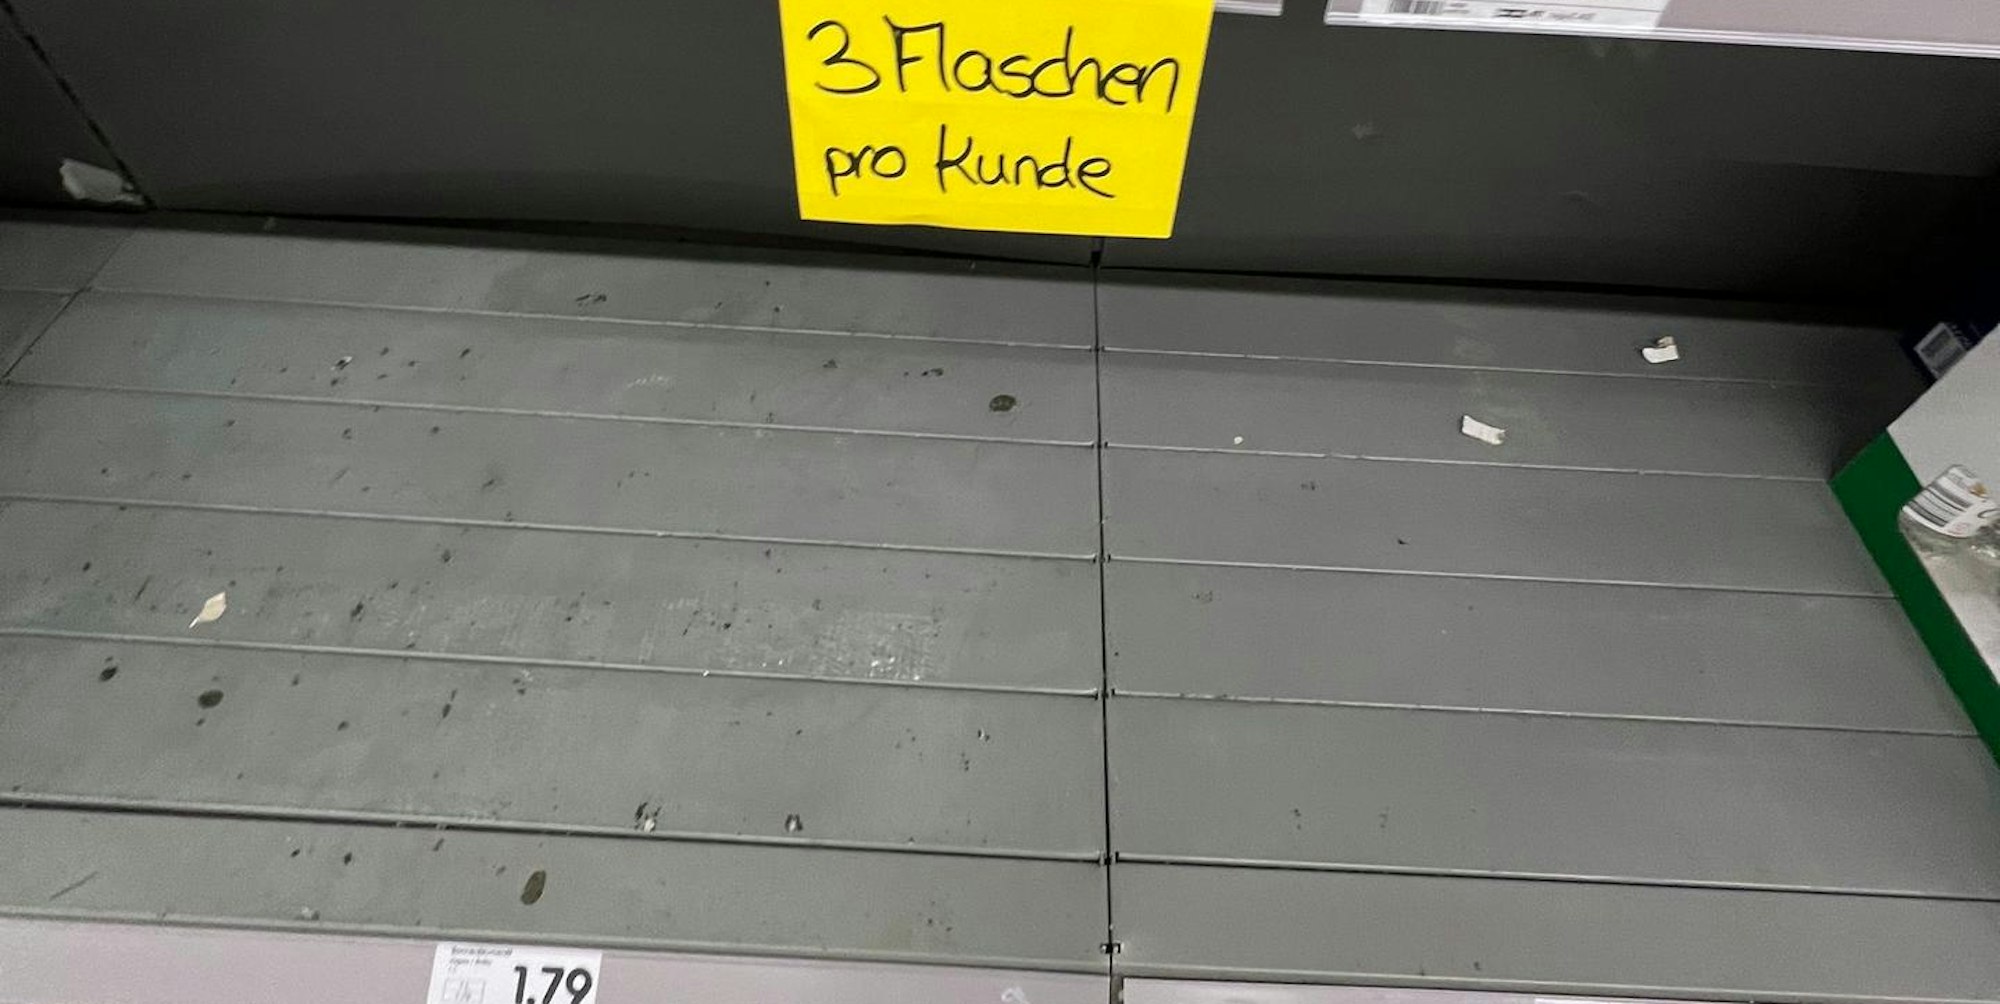 3 Flaschen
pro Kunde
1.79